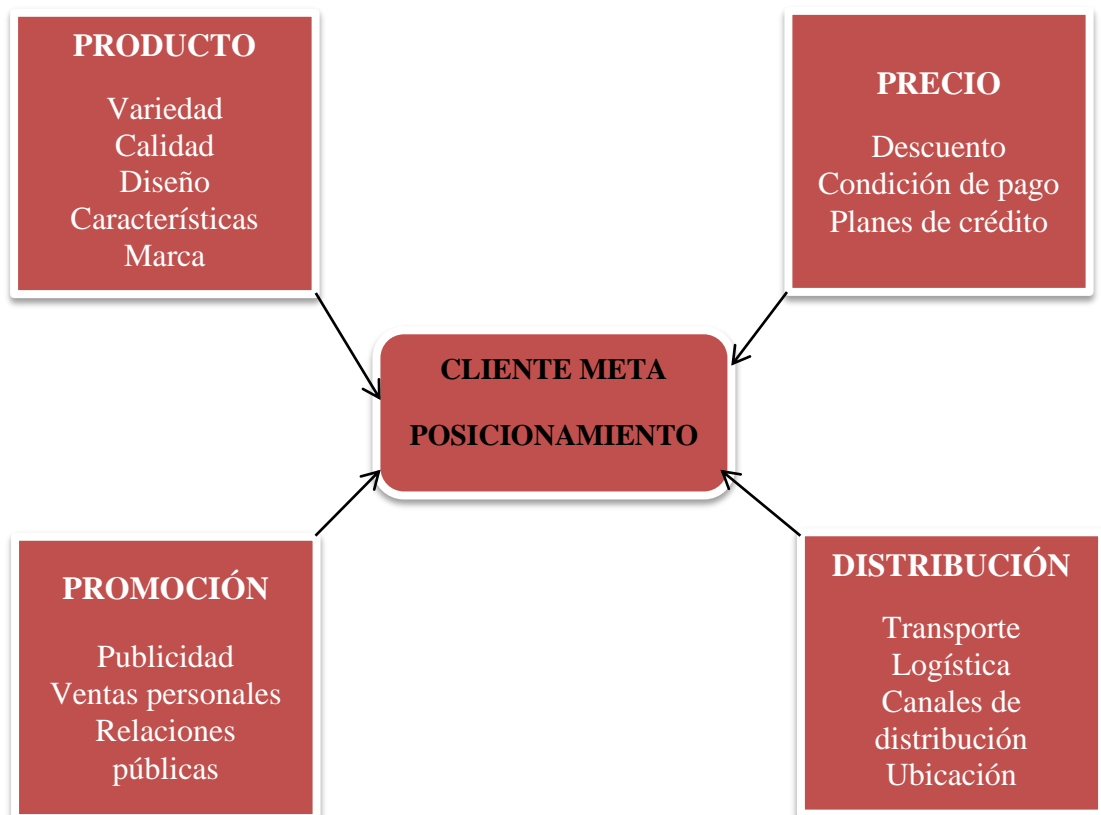 PRODUCTO
Variedad
Calidad
Diseño
Característícas
Marca
PRECIO
Descuento
Condición de pago
Planes de crédito
CLIENTE META
POSICIONAMIENTO
PROMOCIÓN
Publicidad
Ventas personales
Relaciones
públicas
DISTRIBUCIÓN
Transporte
Logística
Canales de
distribución
Ubicación